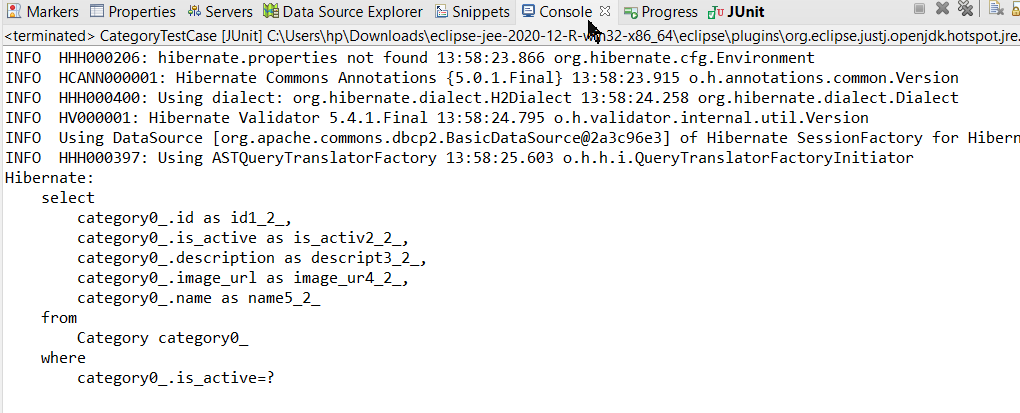 Markers Properties Servers Data Source Explorer Snippets Console Progress JUnit
<terminated> CategoryTestCase [JUnit] C:\Users\hp\Downloads\eclipse-jee-2020-12-R-win32-x86_64\eclipse\plugins\org.eclipse.justj.openjdk.hotspot.jre.
INFO HHH000206: hibernate.properties not found 13:58:23.866 org.hibernate.cfg.Environment
INFO HCANN000001: Hibernate Commons Annotations {5.0.1.Final} 13:58:23.915 o.h.annotations.common.Version
INFO HHH000400: Using dialect: org.hibernate.dialect.H2Dialect 13:58:24.258 org.hibernate.dialect.Dialect
INFO HV000001: Hibernate Validator 5.4.1.Final 13:58:24.795 o.h.validator.internal.util.Version
INFO Using DataSource [org.apache.commons.dbcp2.BasicDataSource@2a3c96e3] of Hibernate SessionFactory for Hibern
INFO HHH000397: Using ASTQueryTranslatorFactory 13:58:25.603 o.h.h.i.QueryTranslatorFactoryInitiator
Hibernate:
select
category0_.id as id1_2_,
category0_.is_active as is_activ2_2_,
category0_.description as descript3_2_,
category0_.image_url as image_ur4_2_,
category0_.name as name5_2_
from
Category category0_
where
category0_.is_active=?